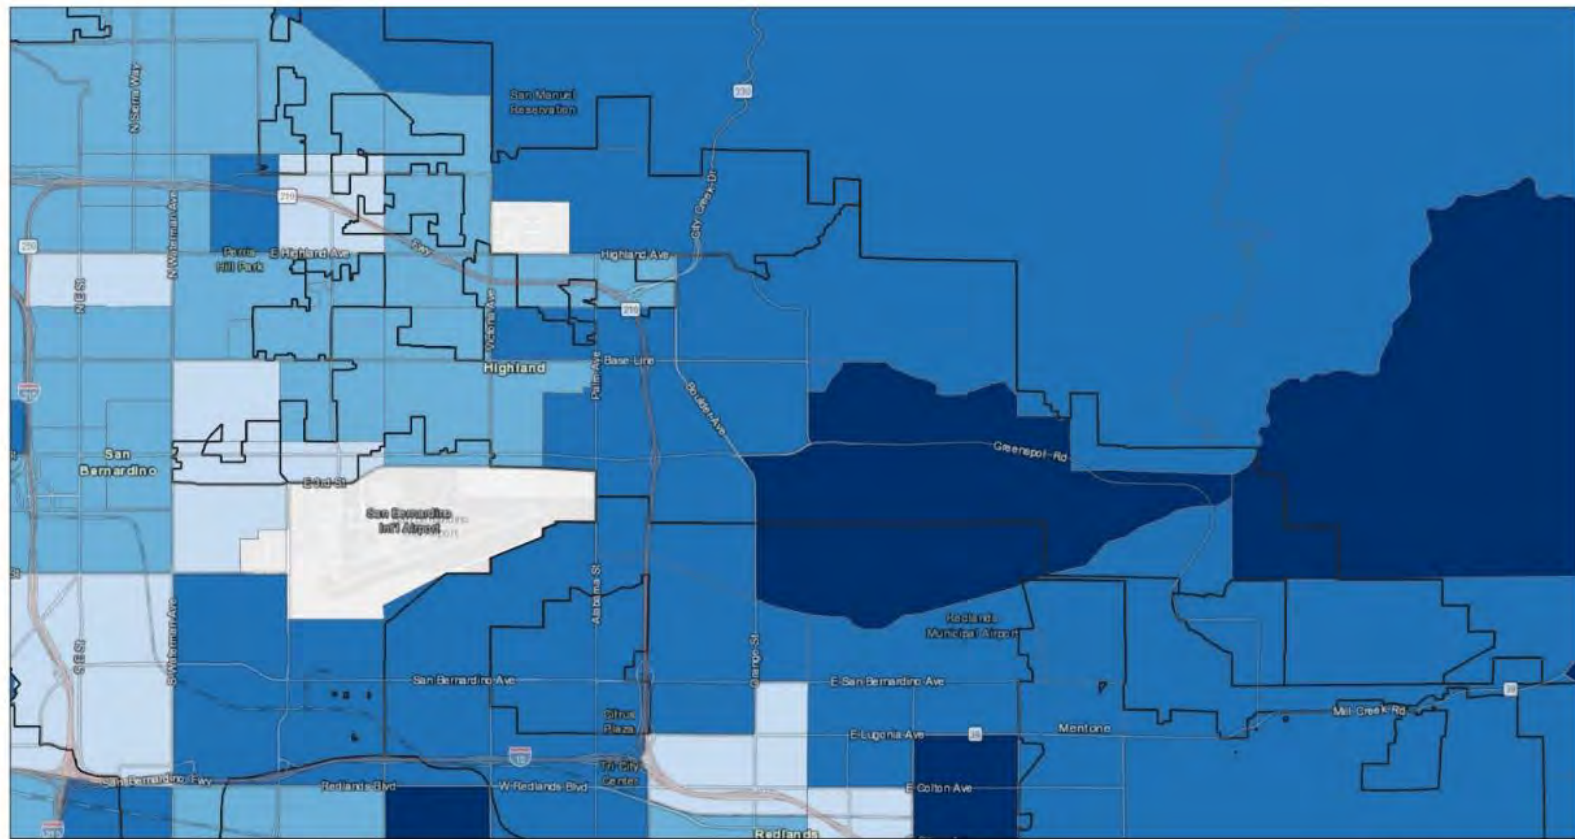 N Sierra Way
San Manuel
Reservation
330
City Creek Dr
210
N Waterman Ave
Perris
Hill Park
E Highland Ave
Fwy
Highland Ave
259
N E St
Victoria Ave
210
Highland
Base Line
Palm Ave
Boulder Ave
215
San
Bernardino
Greenspot Rd
E 3rd St
San Bernardino
Int'l Airport
Alabama St
Redlands
Municipal Airport
S E St
S Waterman Ave
Orange St
San Bernardino Ave
E San Bernardino Ave
38
Mill Creek Rd
Citrus
Plaza
E Lugonia Ave
38
Mentone
10
Tri-City
Center
San Bernardino Fwy
Redlands Blvd
W Redlands Blvd
E Colton Ave
215
Redlands